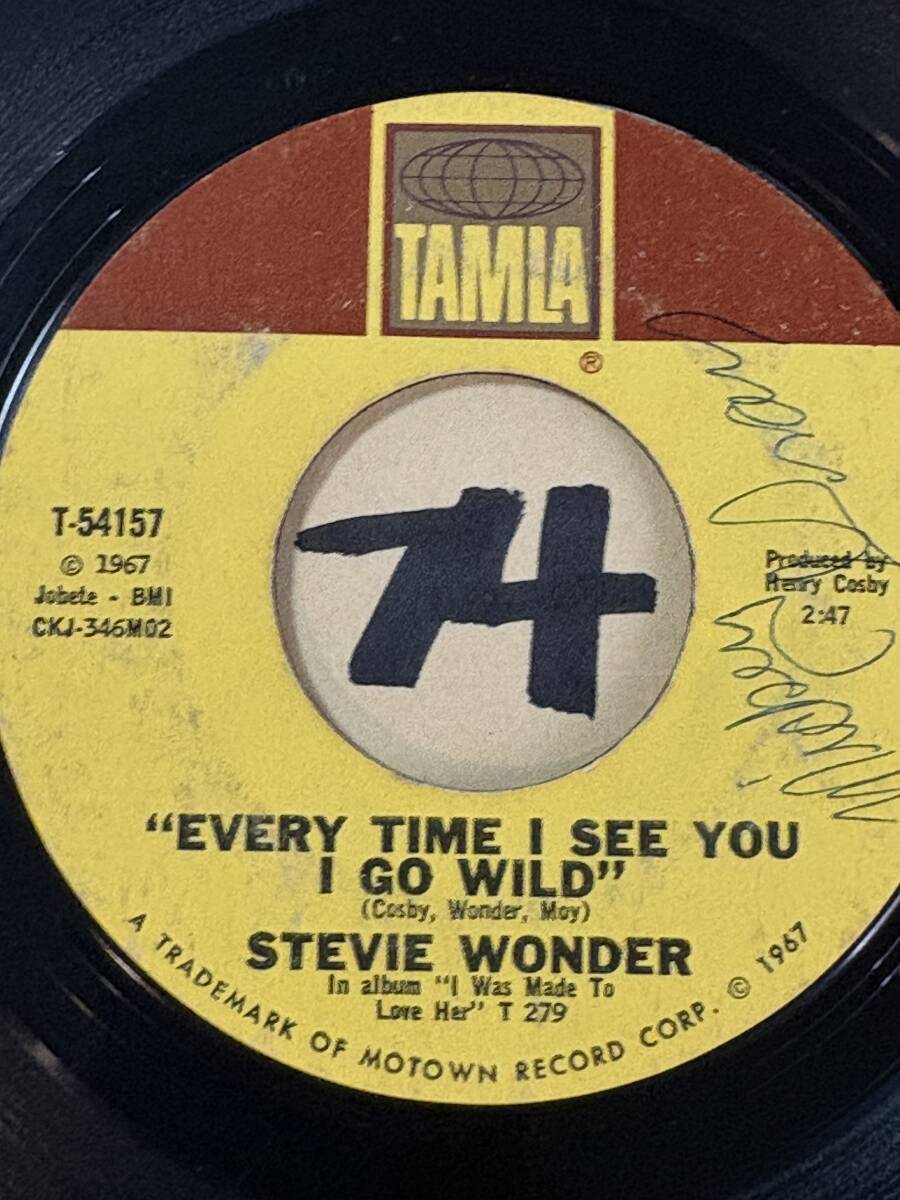 TAMLA
®
T-54157
© 1967
Jobete - BMI
CKJ-346M02
Produced by
Henry Cosby
2:47
"EVERY TIME I SEE YOU
I GO WILD"
(Cosby, Wonder, Moy)
STEVIE WONDER
In album "I Was Made To
Love Her" T 279
A TRADEMARK OF MOTOWN RECORD CORP. © 1967